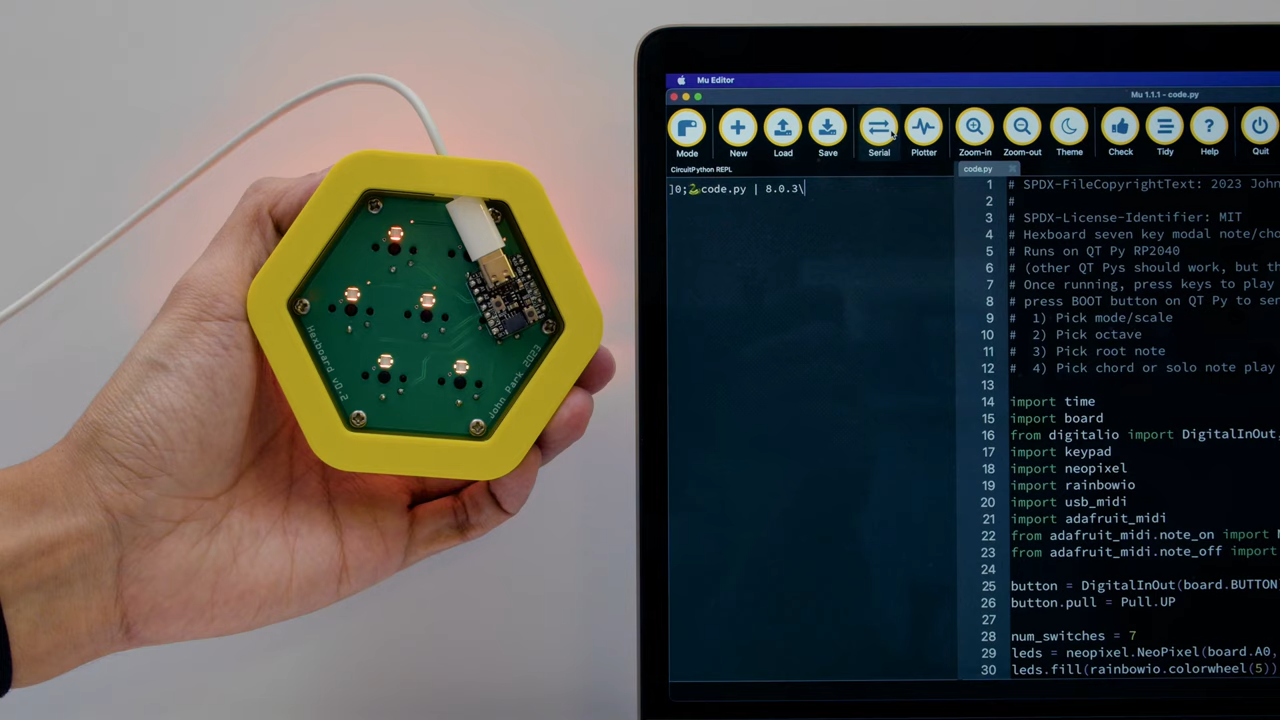 Mu Editor
Mu 1.1.1 - code.py
Mode
New
Load
Save
Serial
Plotter
Zoom-in
Zoom-out
Theme
Check
Tidy
Help
Quit
CircuitPython REPL
]0;🐍code.py | 8.0.3\
code.py
1 # SPDX-FileCopyrightText: 2023 John
2 #
3 # SPDX-License-Identifier: MIT
4 # Hexboard seven key modal note/cho
5 # Runs on QT Py RP2040
6 # (other QT Pys should work, but th
7 # Once running, press keys to play
8 # press BOOT button on QT Py to sen
9 #  1) Pick mode/scale
10 #  2) Pick octave
11 #  3) Pick root note
12 #  4) Pick chord or solo note play
13
14 import time
15 import board
16 from digitalio import DigitalInOut,
17 import keypad
18 import neopixel
19 import rainbowio
20 import usb_midi
21 import adafruit_midi
22 from adafruit_midi.note_on import
23 from adafruit_midi.note_off import
24
25 button = DigitalInOut(board.BUTTON
26 button.pull = Pull.UP
27
28 num_switches = 7
29 leds = neopixel.NeoPixel(board.A0,
30 leds.fill(rainbowio.colorwheel(5))
Hexboard v0.2
John Park 2023